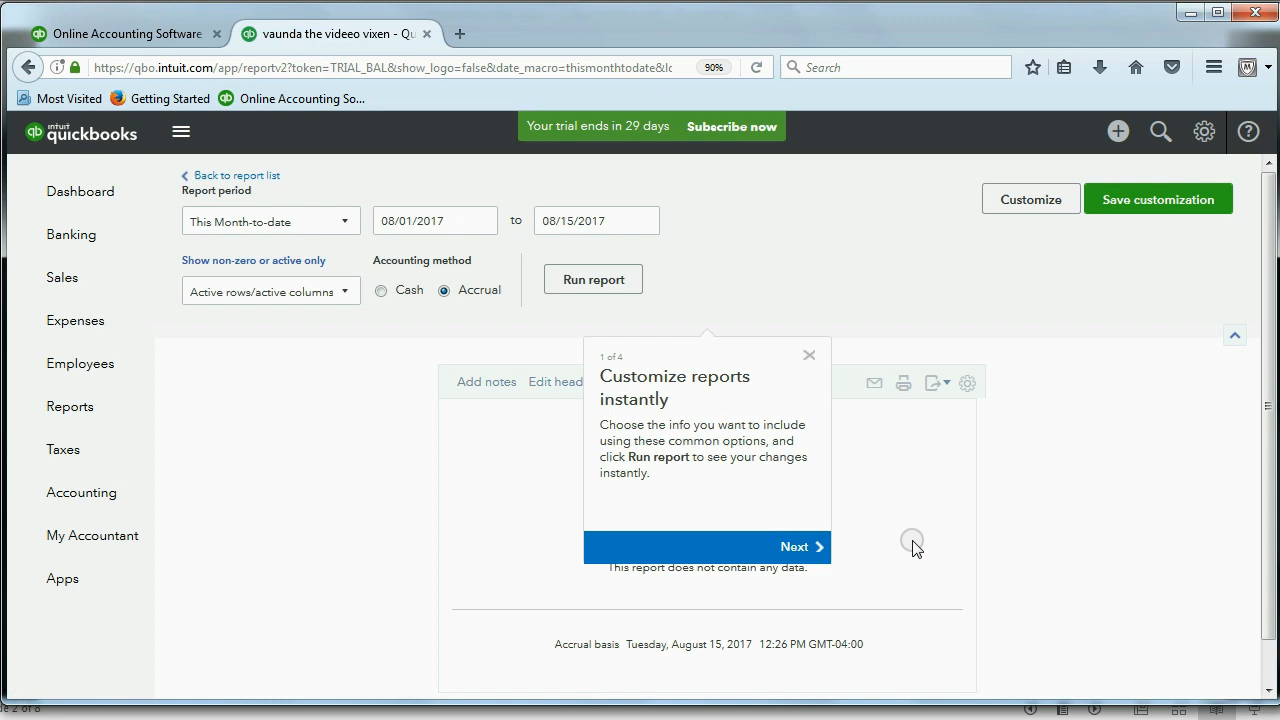 Online Accounting Software
vaunda the videeo vixen - Qu
https://qbo.intuit.com/app/reportv2?token=TRIAL_BAL&show_logo=false&date_macro=thismonthtodate&lc
90%
Search
Most Visited
Getting Started
Online Accounting So...
intuit
quickbooks
Your trial ends in 29 days Subscribe now
Dashboard
Banking
Sales
Expenses
Employees
Reports
Taxes
Accounting
My Accountant
Apps
Back to report list
Report period
This Month-to-date
08/01/2017
to
08/15/2017
Customize
Save customization
Show non-zero or active only
Active rows/active columns
Accounting method
Cash
Accrual
Run report
Add notes
Edit head
1 of 4
Customize reports
instantly
Choose the info you want to include
using these common options, and
click Run report to see your changes
instantly.
Next
This report does not contain any data.
Accrual basis Tuesday, August 15, 2017 12:26 PM GMT-04:00
de 2 of 8